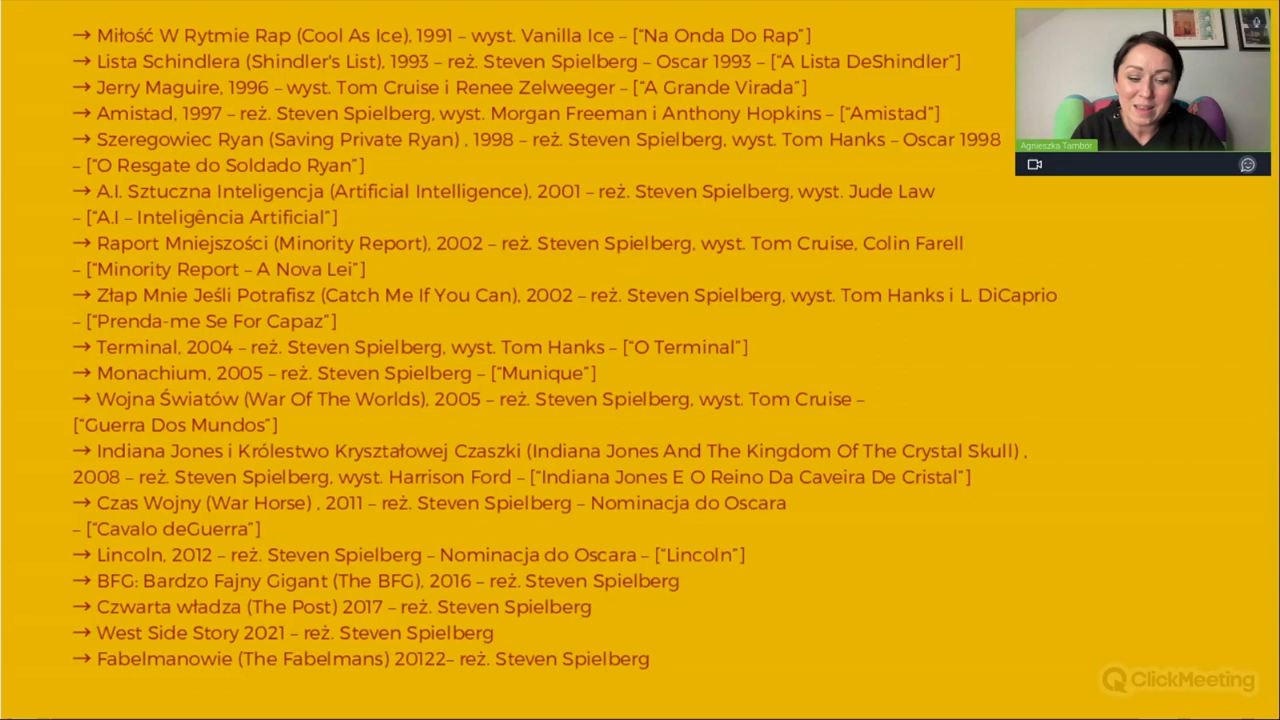 → Miłość W Rytmie Rap (Cool As Ice), 1991 – wyst. Vanilla Ice – [“Na Onda Do Rap”]
→ Lista Schindlera (Shindler's List), 1993 – reż. Steven Spielberg – Oscar 1993 – [“A Lista DeShindler”]
→ Jerry Maguire, 1996 – wyst. Tom Cruise i Renee Zelweeger – [“A Grande Virada”]
→ Amistad, 1997 – reż. Steven Spielberg, wyst. Morgan Freeman i Anthony Hopkins – [“Amistad”]
→ Szeregowiec Ryan (Saving Private Ryan) , 1998 – reż. Steven Spielberg, wyst. Tom Hanks – Oscar 1998
– [“O Resgate do Soldado Ryan”]
→ A.I. Sztuczna Inteligencja (Artificial Intelligence), 2001 – reż. Steven Spielberg, wyst. Jude Law
– [“A.I – Inteligência Artificial”]
→ Raport Mniejszości (Minority Report), 2002 – reż. Steven Spielberg, wyst. Tom Cruise, Colin Farell
– [“Minority Report – A Nova Lei”]
→ Złap Mnie Jeśli Potrafisz (Catch Me If You Can), 2002 – reż. Steven Spielberg, wyst. Tom Hanks i L. DiCaprio
– [“Prenda-me Se For Capaz”]
→ Terminal, 2004 – reż. Steven Spielberg, wyst. Tom Hanks – [“O Terminal”]
→ Monachium, 2005 – reż. Steven Spielberg – [“Munique”]
→ Wojna Światów (War Of The Worlds), 2005 – reż. Steven Spielberg, wyst. Tom Cruise –
[“Guerra Dos Mundos”]
→ Indiana Jones i Królestwo Kryształowej Czaszki (Indiana Jones And The Kingdom Of The Crystal Skull) ,
2008 – reż. Steven Spielberg, wyst. Harrison Ford – [“Indiana Jones E O Reino Da Caveira De Cristal”]
→ Czas Wojny (War Horse) , 2011 – reż. Steven Spielberg – Nominacja do Oscara
– [“Cavalo deGuerra”]
→ Lincoln, 2012 – reż. Steven Spielberg – Nominacja do Oscara – [“Lincoln”]
→ BFG: Bardzo Fajny Gigant (The BFG), 2016 – reż. Steven Spielberg
→ Czwarta władza (The Post) 2017 – reż. Steven Spielberg
→ West Side Story 2021 – reż. Steven Spielberg
→ Fabelmanowie (The Fabelmans) 20122– reż. Steven Spielberg
Agnieszka Tambor
ClickMeeting